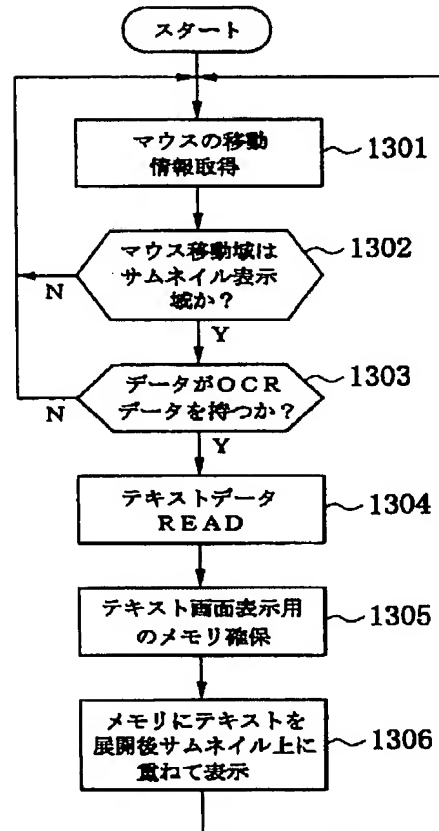 スタート
マウスの移動
情報取得
1301
マウス移動域は
サムネイル表示
域か?
1302
N
Y
データがOCR
データを持つか?
1303
N
Y
テキストデータ
READ
1304
テキスト画面表示用
のメモリ確保
1305
メモリにテキストを
展開後サムネイル上に
重ねて表示
1306